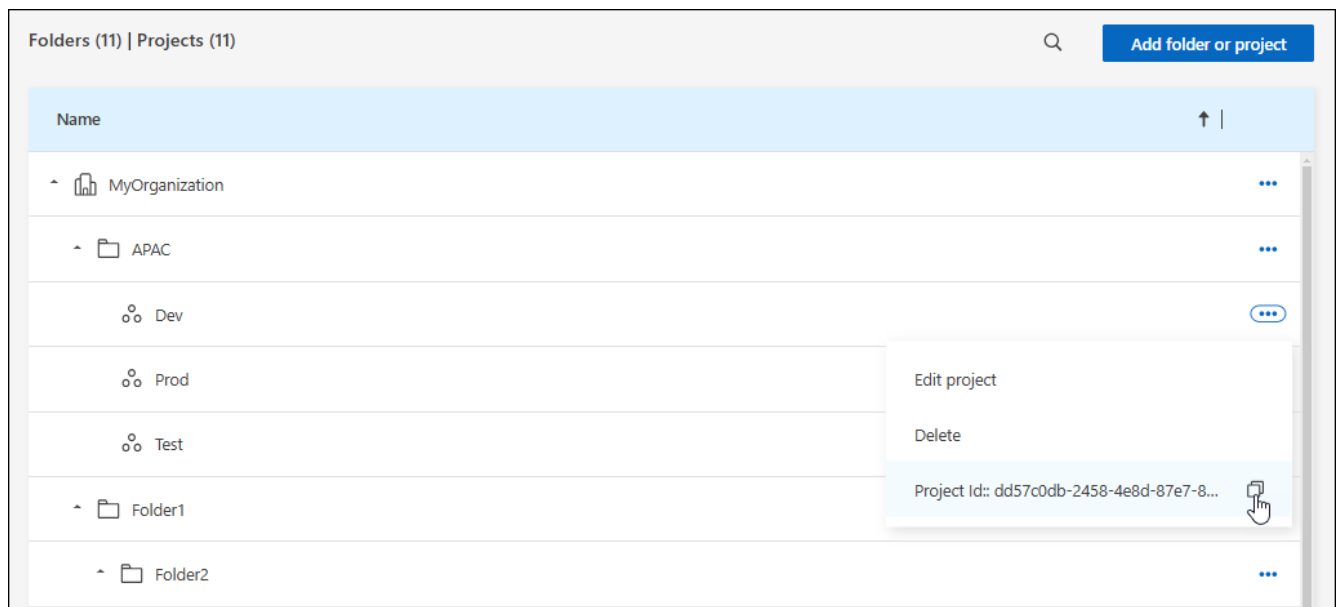 Folders (11) | Projects (11)
Add folder or project
Name
MyOrganization
APAC
Dev
Prod
Edit project
Delete
Test
Project Id:: dd57c0db-2458-4e8d-87e7-8...
Folder1
Folder2